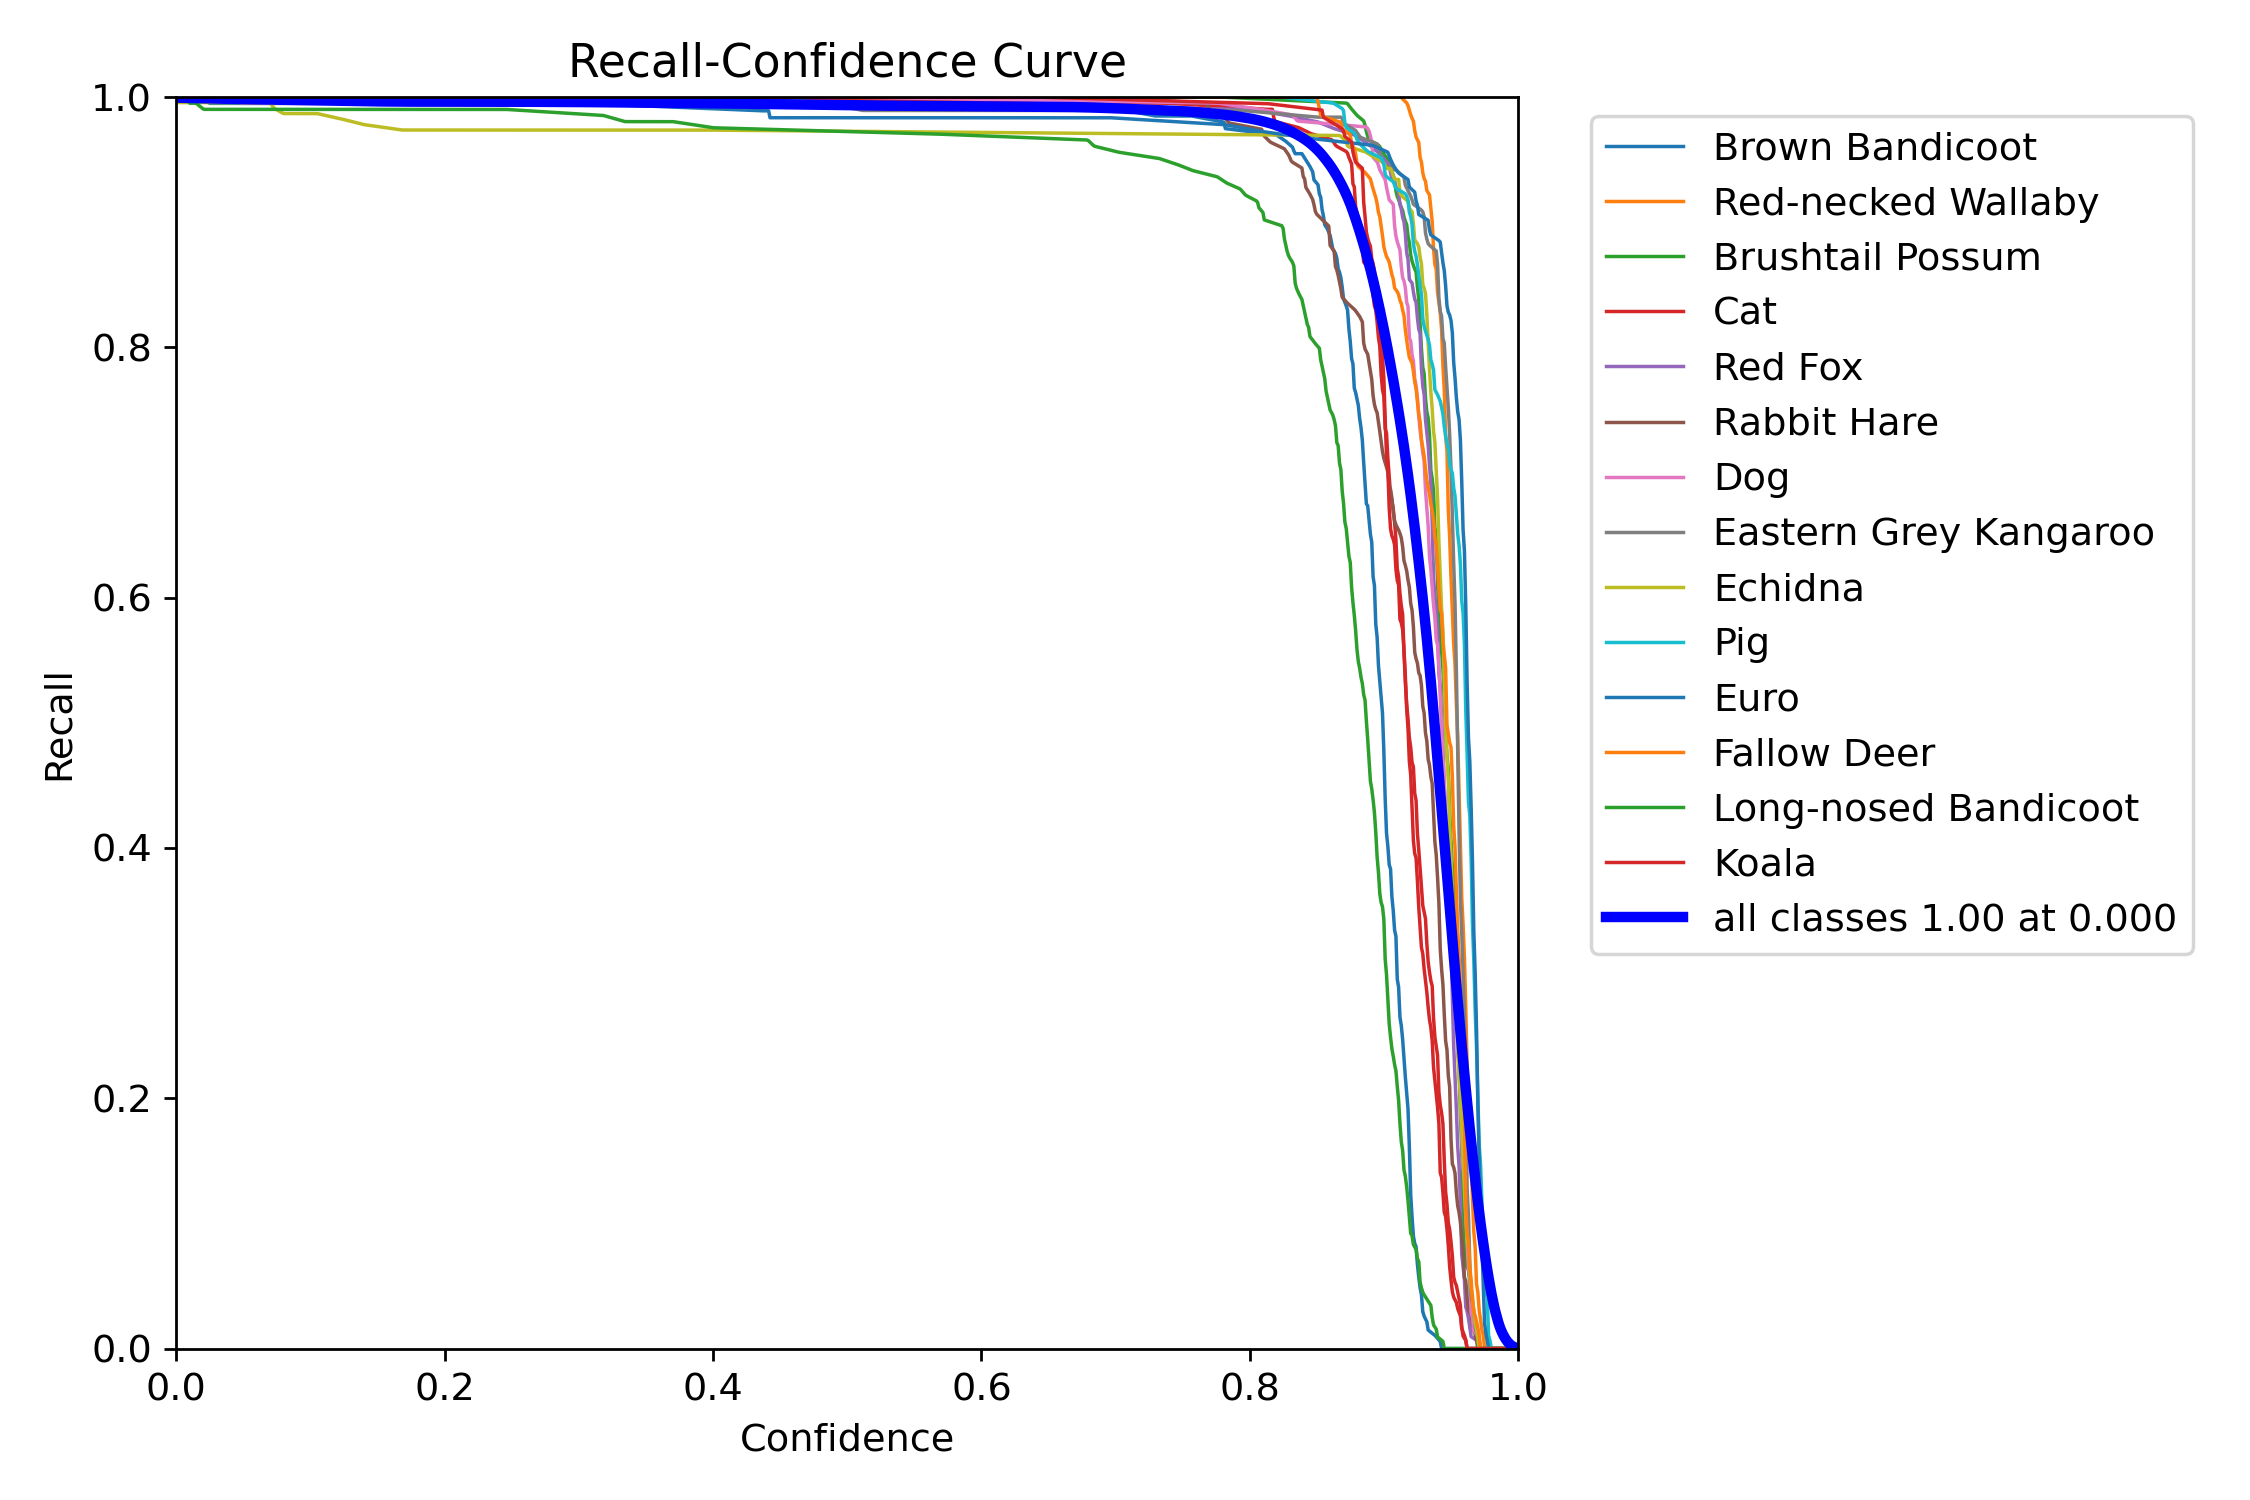 Recall-Confidence Curve
1.0
0.8
0.6
0.4
0.2
0.0
Recall
0.0 0.2 0.4 0.6 0.8 1.0
Confidence
Brown Bandicoot
Red-necked Wallaby
Brushtail Possum
Cat
Red Fox
Rabbit Hare
Dog
Eastern Grey Kangaroo
Echidna
Pig
Euro
Fallow Deer
Long-nosed Bandicoot
Koala
all classes 1.00 at 0.000